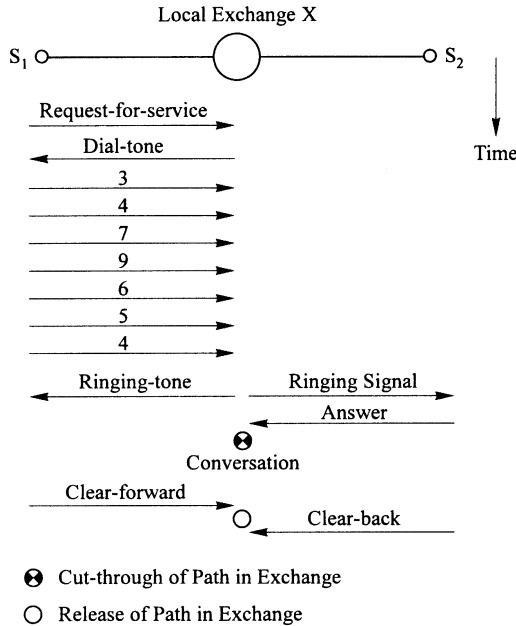 Local Exchange X
S1 S2
Request-for-service
Dial-tone
Time
3
4
7
9
6
5
4
Ringing-tone Ringing Signal
Answer
Conversation
Clear-forward
Clear-back
Cut-through of Path in Exchange
Release of Path in Exchange